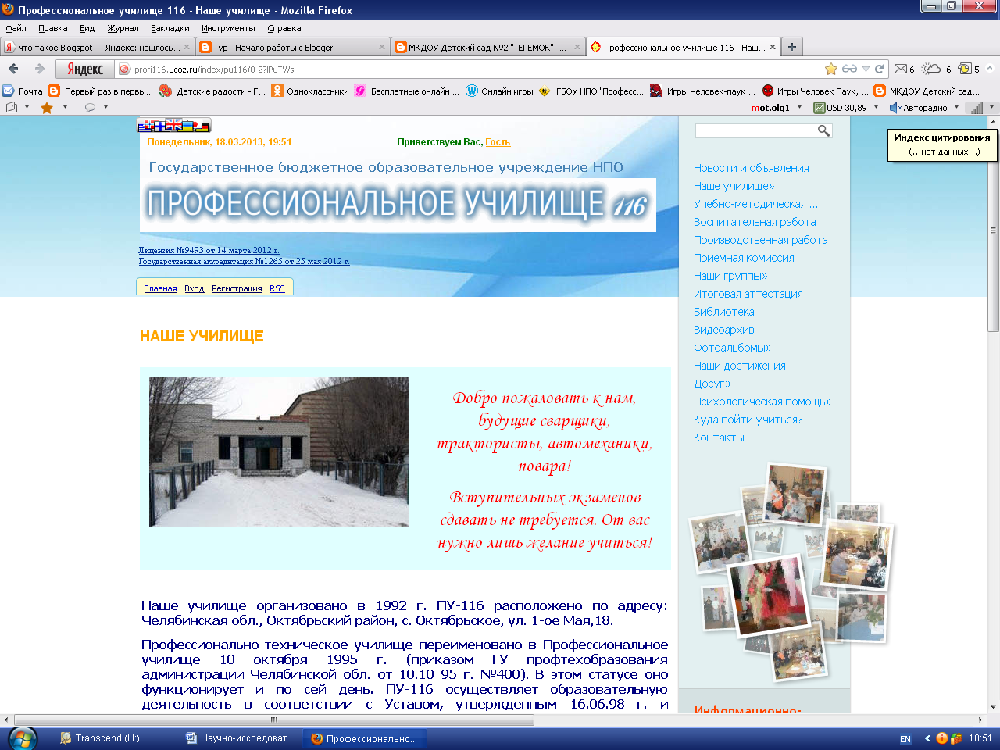 Профессиональное училище 116 - Наше училище - Mozilla Firefox
Файл Правка Вид Журнал Закладки Инструменты Справка
что такое Blogspot — Яндекс: нашлось... Тур - Начало работы с Blogger МКДОУ Детский сад №2 "ТЕРЕМОК": ... Профессиональное училище 116 - Наш...
Яндекс profi116.ucoz.ru/index/pu116/0-2?lPuTWs 6 -6 5
Почта Первый раз в первы... Детские радости - Г... Одноклассники Бесплатные онлайн ... Онлайн игры ГБОУ НПО "Професс... Игры Человек-паук ... Игры Человек Паук, ... МКДОУ Детский сад...
mot.olg1 USD 30,89 Авторадио
Индекс цитирования
(...нет данных...)
Понедельник, 18.03.2013, 19:51 Приветствуем Вас, Гость
Государственное бюджетное образовательное учреждение НПО
ПРОФЕССИОНАЛЬНОЕ УЧИЛИЩЕ 116
Лицензия №9493 от 14 марта 2012 г.
Государственная аккредитация №1265 от 25 мая 2012 г.
Главная Вход Регистрация RSS
Новости и объявления
Наше училище»
Учебно-методическая ...
Воспитательная работа
Производственная работа
Приемная комиссия
Наши группы»
Итоговая аттестация
Библиотека
Видеоархив
Фотоальбомы»
Наши достижения
Досуг»
Психологическая помощь»
Куда пойти учиться?
Контакты
НАШЕ УЧИЛИЩЕ
Добро пожаловать к нам,
будущие сварщики,
трактористы, автомеханики,
повара!
Вступительных экзаменов
сдавать не требуется. От вас
нужно лишь желание учиться!
Наше училище организовано в 1992 г. ПУ-116 расположено по адресу:
Челябинская обл., Октябрьский район, с. Октябрьское, ул. 1-ое Мая,18.
Профессионально-техническое училище переименовано в Профессиональное
училище 10 октября 1995 г. (приказом ГУ профтехобразования
администрации Челябинской обл. от 10.10 95 г. №400). В этом статусе оно
функционирует и по сей день. ПУ-116 осуществляет образовательную
деятельность в соответствии с Уставом, утвержденным 16.06.98 г. и
Информационно-
Transcend (H:) Научно-исследоват... Профессионально... EN 18:51